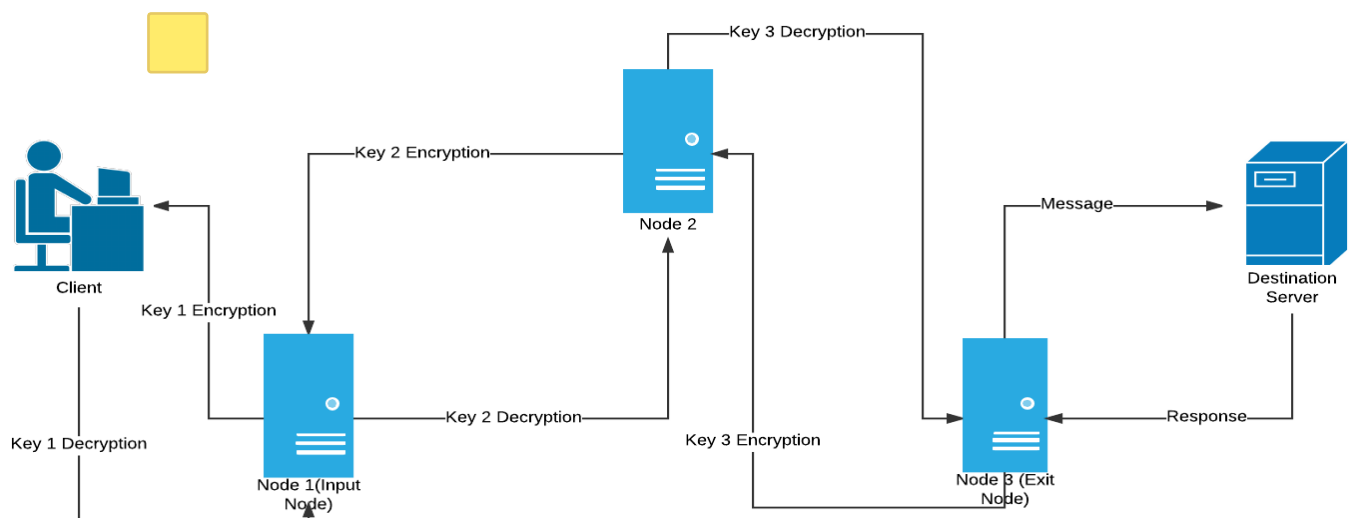 Key 3 Decryption
Key 2 Encryption
Node 2
Message
Client
Destination
Server
Key 1 Encryption
Key 2 Decryption
Response
Key 1 Decryption
Key 3 Encryption
Node 1(Input
Node)
Node 3 (Exit
Node)